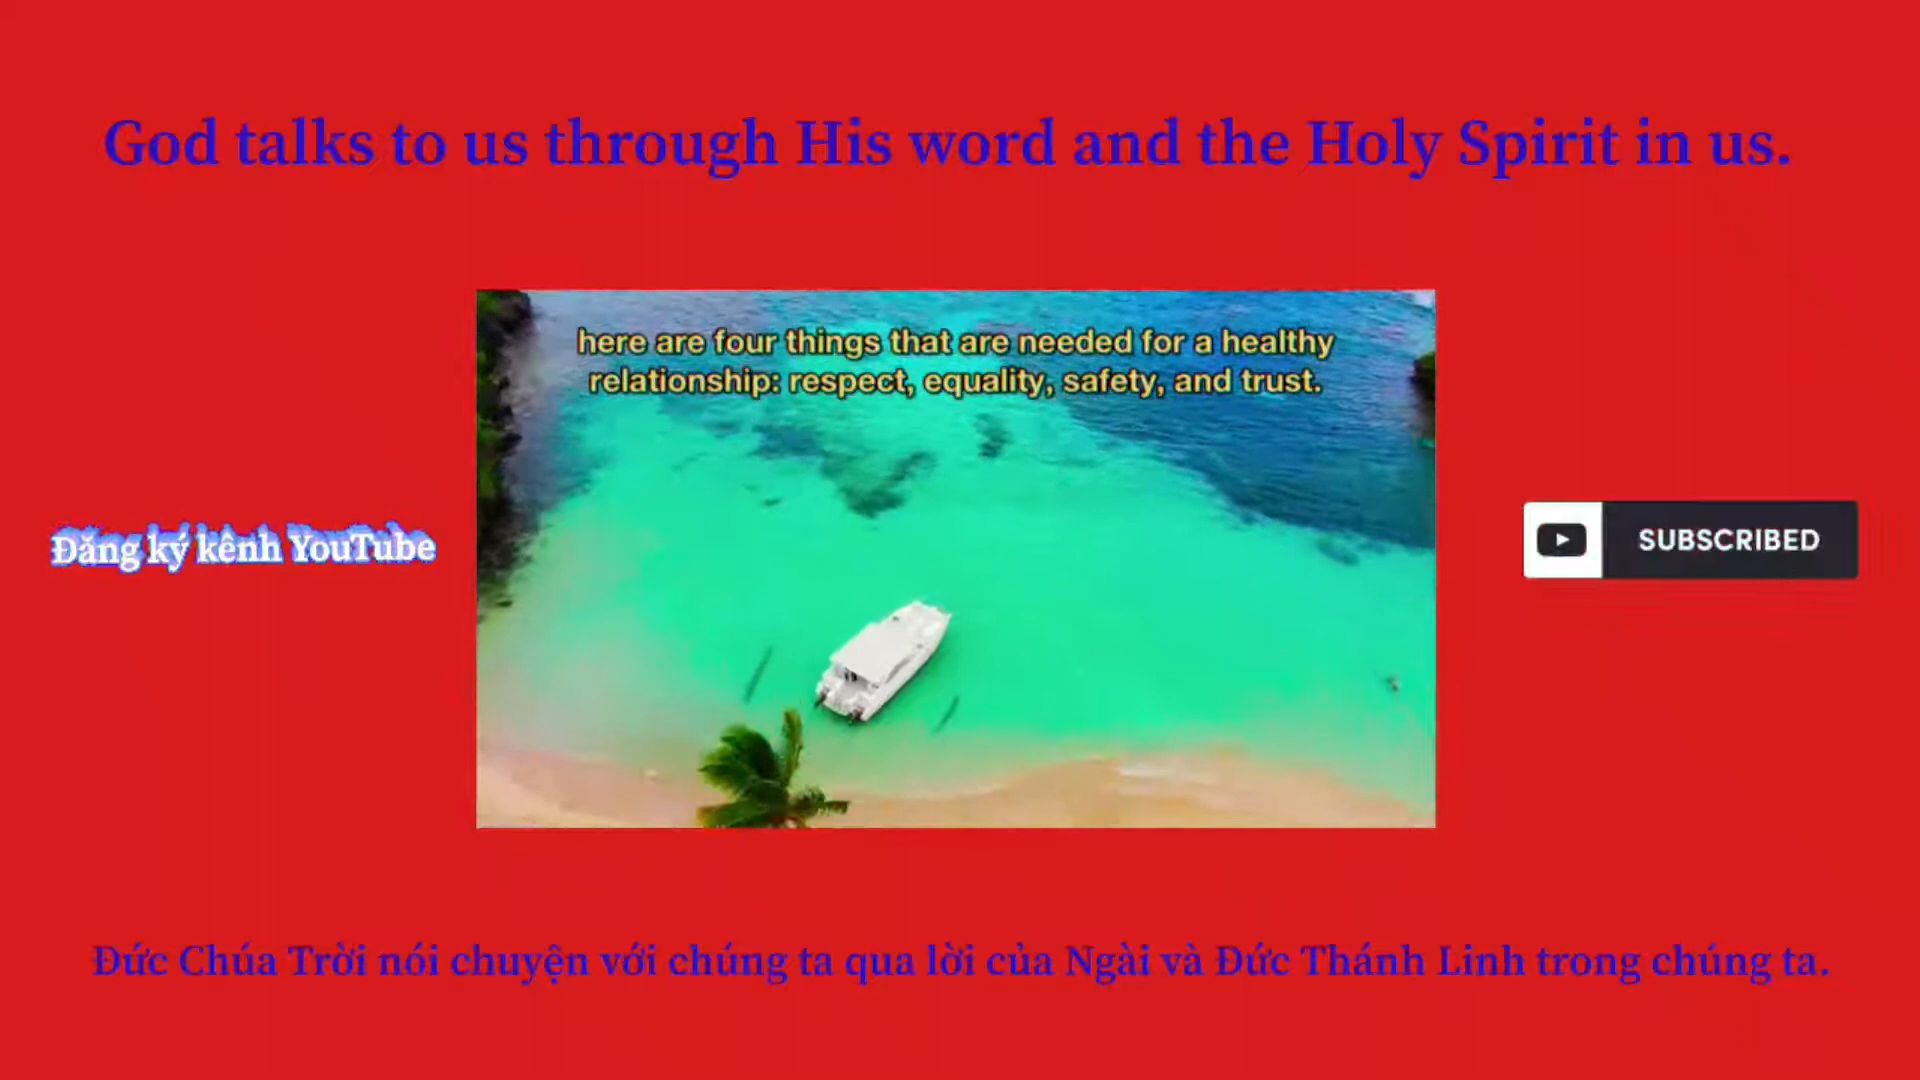 God talks to us through His word and the Holy Spirit in us.
here are four things that are needed for a healthy
relationship: respect, equality, safety, and trust.
Đăng ký kênh YouTube
SUBSCRIBED
Đức Chúa Trời nói chuyện với chúng ta qua lời của Ngài và Đức Thánh Linh trong chúng ta.